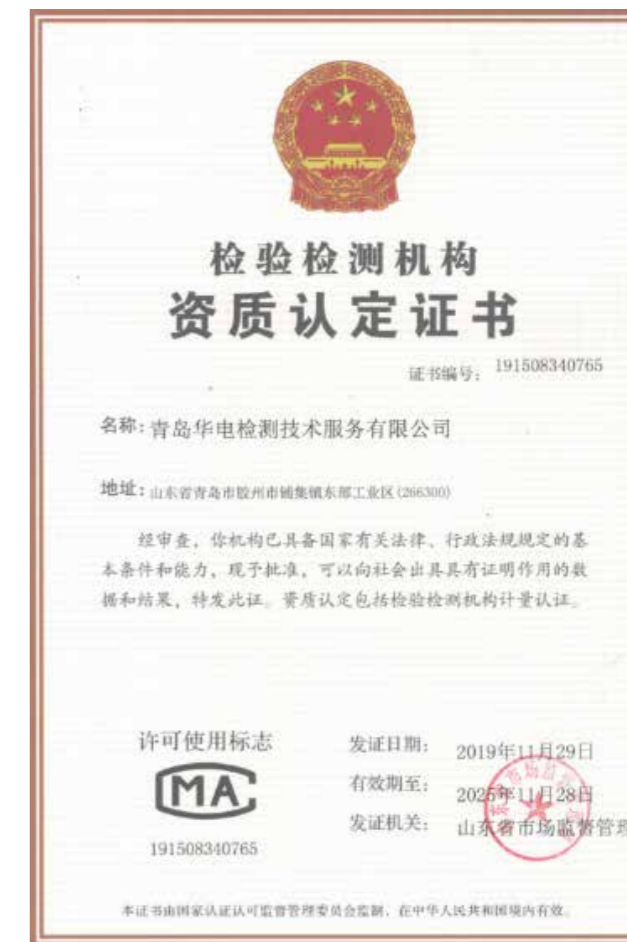 检验检测机构
资质认定证书
证书编号：191508340765
名称：青岛华电检测技术服务有限公司
地址：山东省青岛市胶州市铺集镇东部工业区(266300)
经审查，你机构已具备国家有关法律、行政法规规定的基
本条件和能力，现予批准，可以向社会出具具有证明作用的数
据和结果，特发此证。资质认定包括检验检测机构计量认证。
许可使用标志
MA
191508340765
发证日期：2019年11月29日
有效期至：2025年11月28日
发证机关：山东省市场监督管理
本证书由国家认证认可监督管理委员会监制，在中华人民共和国境内有效。